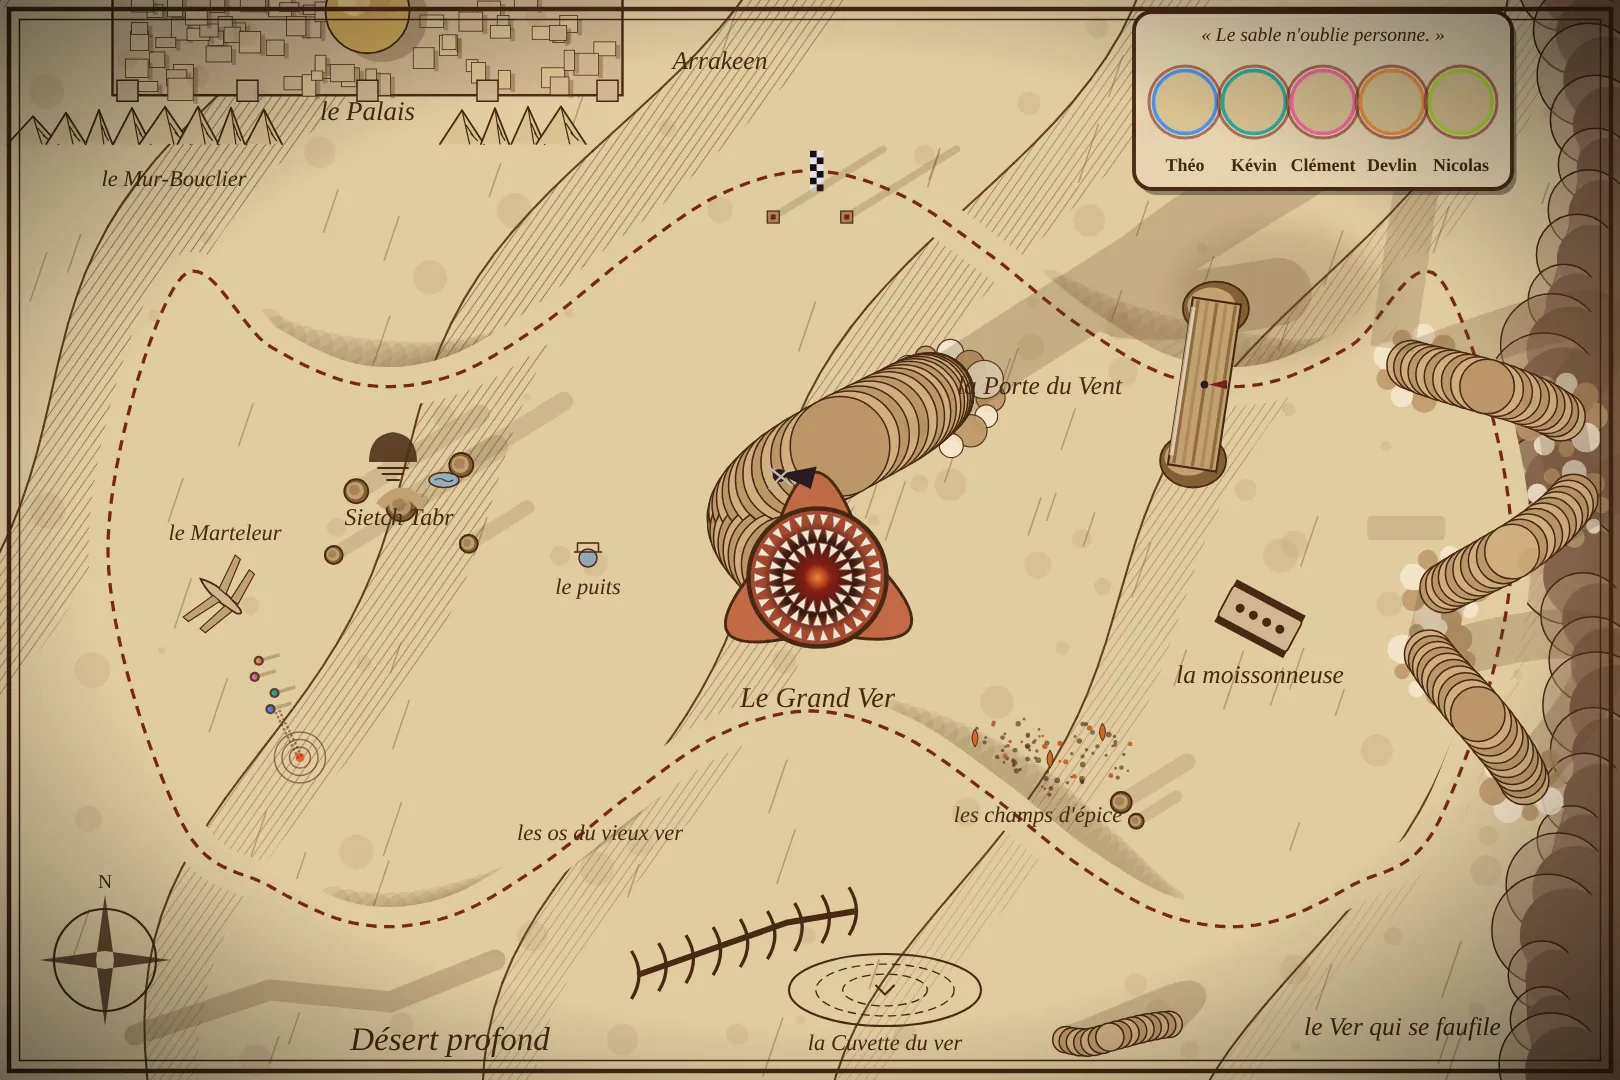 Arrakeen
« Le sable n'oublie personne. »
le Palais
Théo Kévin Clément Devlin Nicolas
le Mur-Bouclier
la Porte du Vent
Sietch Tabr
le Marteleur
le puits
la moissonneuse
Le Grand Ver
les champs d'épice
les os du vieux ver
N
le Ver qui se faufile
Désert profond
la Cuvette du ver